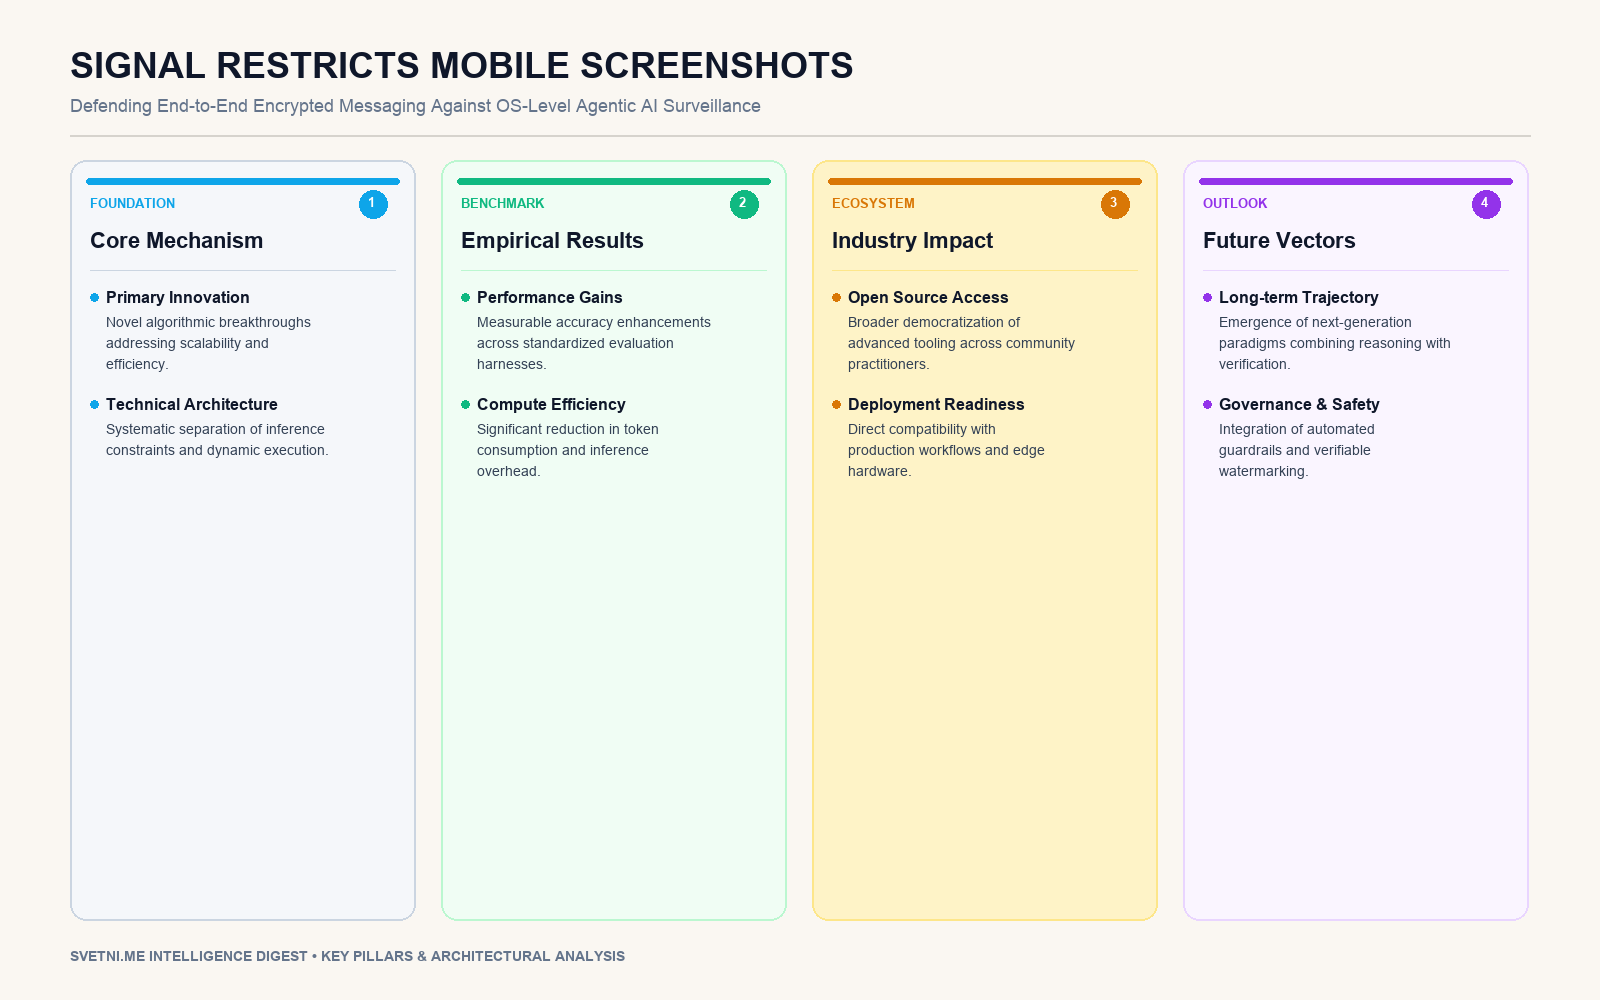 SIGNAL RESTRICTS MOBILE SCREENSHOTS
Defending End-to-End Encrypted Messaging Against OS-Level Agentic AI Surveillance
FOUNDATION
1
Core Mechanism
Primary Innovation
Novel algorithmic breakthroughs
addressing scalability and
efficiency.
Technical Architecture
Systematic separation of inference
constraints and dynamic execution.
BENCHMARK
2
Empirical Results
Performance Gains
Measurable accuracy enhancements
across standardized evaluation
harnesses.
Compute Efficiency
Significant reduction in token
consumption and inference
overhead.
ECOSYSTEM
3
Industry Impact
Open Source Access
Broader democratization of
advanced tooling across community
practitioners.
Deployment Readiness
Direct compatibility with
production workflows and edge
hardware.
OUTLOOK
4
Future Vectors
Long-term Trajectory
Emergence of next-generation
paradigms combining reasoning with
verification.
Governance & Safety
Integration of automated
guardrails and verifiable
watermarking.
SVETNI.ME INTELLIGENCE DIGEST • KEY PILLARS & ARCHITECTURAL ANALYSIS